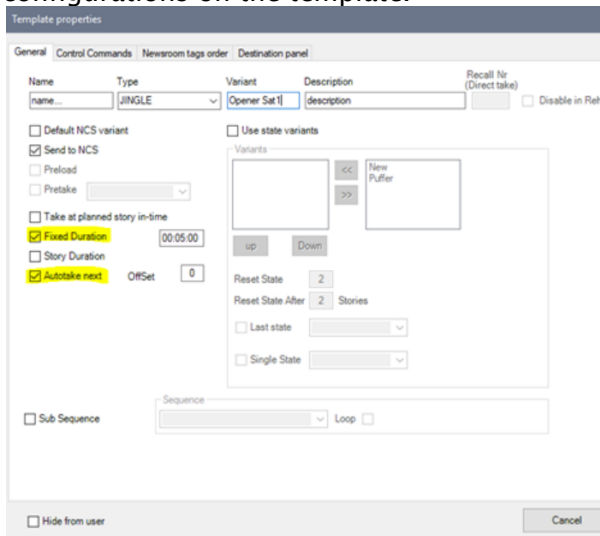 configurations on the template.
Template properties
General Control Commands Newsroom tags order Destination panel
Name Type Variant Description Recall Nr
(Direct take)
name... JINGLE Opener Sat1 description Disable in Reh
Default NCS variant Use state variants
Send to NCS Variants
Preload << New
Puffer
Pretake >>
Take at planned story in-time
Fixed Duration 00:05:00
up Down
Story Duration
Autotake next OffSet 0 Reset State 2
Reset State After 2 Stories
Last state
Single State
Sequence
Sub Sequence Loop
Hide from user Cancel